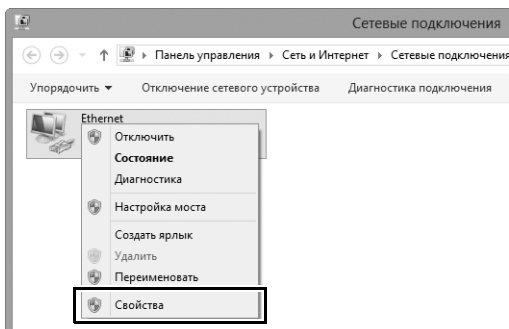 Сетевые подключения
Панель управления ▸ Сеть и Интернет ▸ Сетевые подключения
Упорядочить ▾ Отключение сетевого устройства Диагностика подключения
Ethernet
Отключить
Состояние
Диагностика
Настройка моста
Создать ярлык
Удалить
Переименовать
Свойства